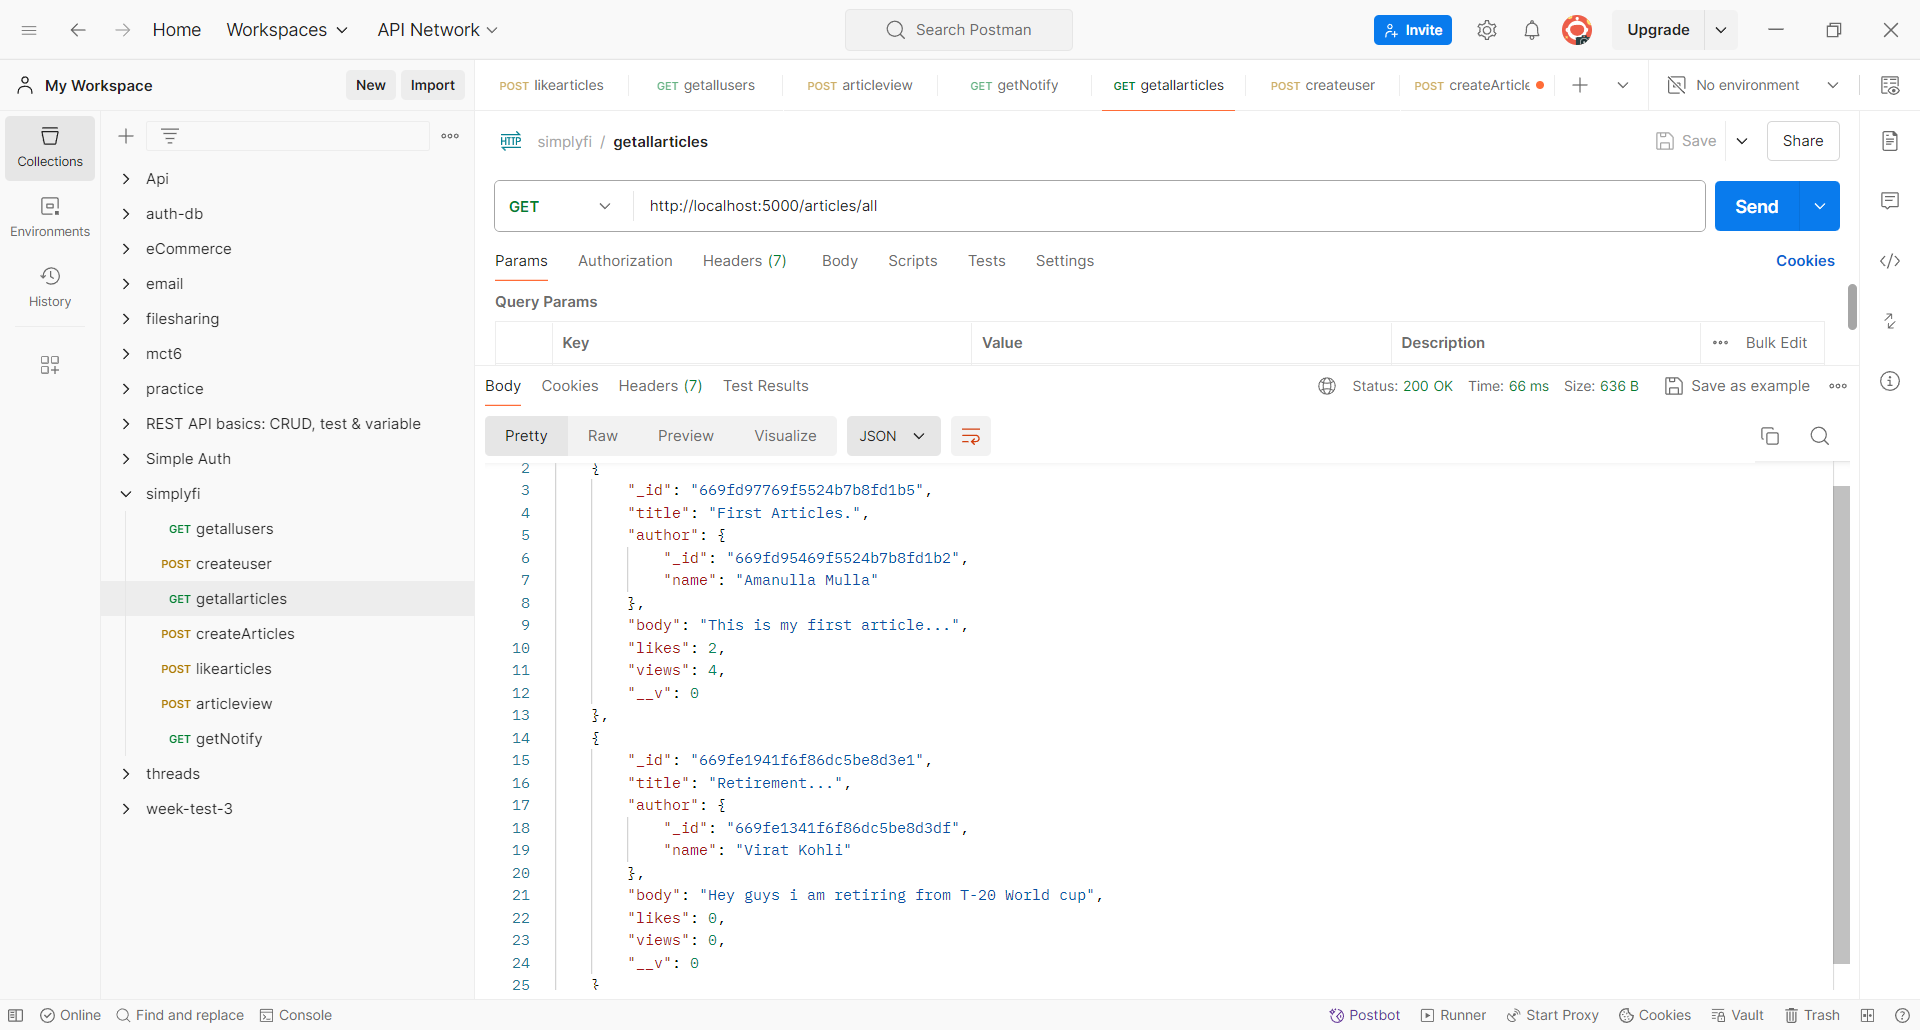 Home Workspaces API Network Search Postman Invite Upgrade
My Workspace New Import
POST likearticles GET getallusers POST articleview GET getNotify GET getallarticles POST createuser POST createArticle No environment
Collections
Environments
History
Api
auth-db
eCommerce
email
filesharing
mct6
practice
REST API basics: CRUD, test & variable
Simple Auth
simplyfi
GET getallusers
POST createuser
GET getallarticles
POST createArticles
POST likearticles
POST articleview
GET getNotify
threads
week-test-3
HTTP simplyfi / getallarticles Save Share
GET http://localhost:5000/articles/all Send
Params Authorization Headers (7) Body Scripts Tests Settings Cookies
Query Params
Key Value Description Bulk Edit
Body Cookies Headers (7) Test Results Status: 200 OK Time: 66 ms Size: 636 B Save as example
Pretty Raw Preview Visualize JSON
2 {
3 "_id": "669fd97769f5524b7b8fd1b5",
4 "title": "First Articles.",
5 "author": {
6 "_id": "669fd95469f5524b7b8fd1b2",
7 "name": "Amanulla Mulla"
8 },
9 "body": "This is my first article...",
10 "likes": 2,
11 "views": 4,
12 "__v": 0
13 },
14 {
15 "_id": "669fe1941f6f86dc5be8d3e1",
16 "title": "Retirement...",
17 "author": {
18 "_id": "669fe1341f6f86dc5be8d3df",
19 "name": "Virat Kohli"
20 },
21 "body": "Hey guys i am retiring from T-20 World cup",
22 "likes": 0,
23 "views": 0,
24 "__v": 0
25 }
Online Find and replace Console Postbot Runner Start Proxy Cookies Vault Trash